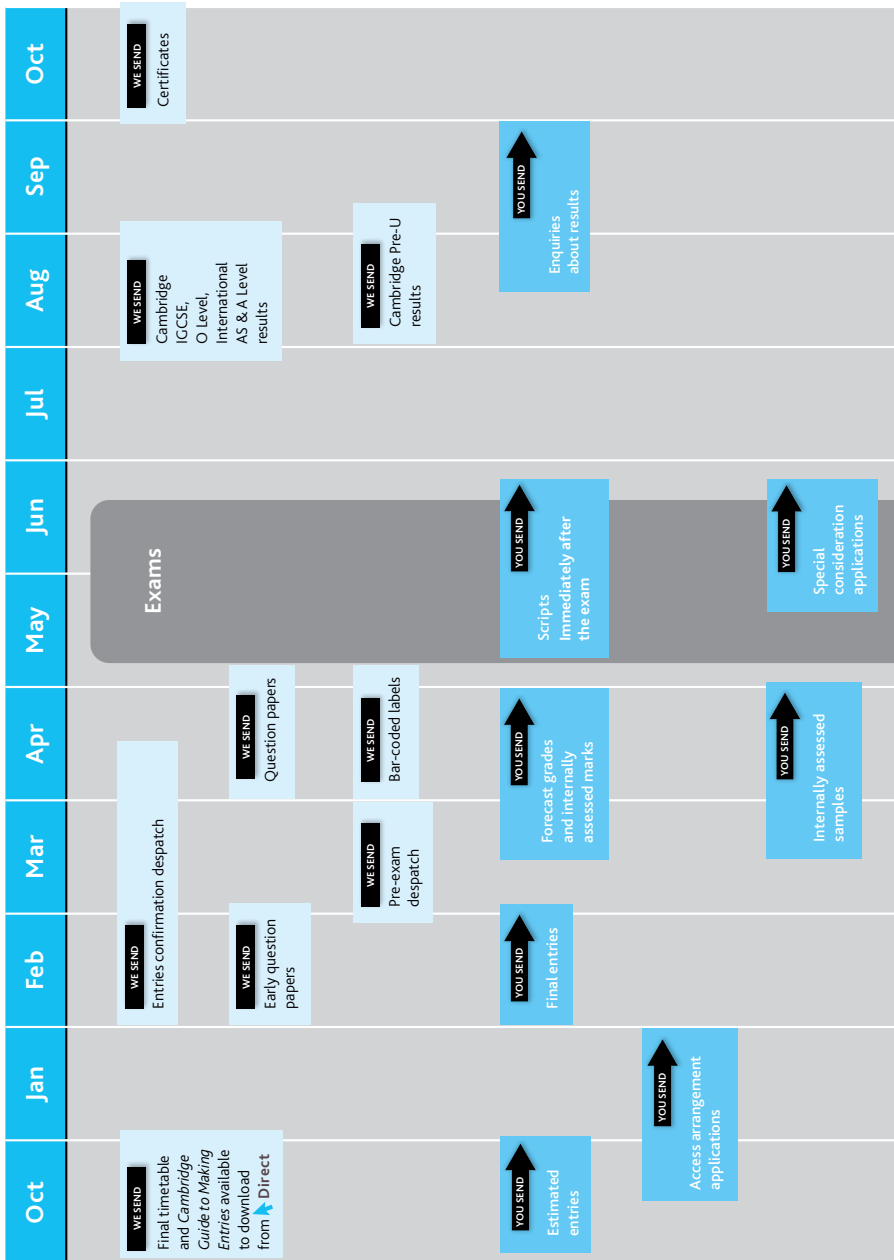 Oct
Jan
Feb
Mar
Apr
May
Jun
Jul
Aug
Sep
Oct
WE SEND
Final timetable
and Cambridge
Guide to Making
Entries available
to download
from Direct
WE SEND
Entries confirmation despatch
WE SEND
Early question
papers
WE SEND
Pre-exam
despatch
WE SEND
Question papers
WE SEND
Bar-coded labels
Exams
WE SEND
Cambridge
IGCSE,
O Level,
International
AS & A Level
results
WE SEND
Cambridge Pre-U
results
WE SEND
Certificates
YOU SEND
Estimated
entries
YOU SEND
Access arrangement
applications
YOU SEND
Final entries
YOU SEND
Forecast grades
and internally
assessed marks
YOU SEND
Internally assessed
samples
YOU SEND
Scripts
Immediately after
the exam
YOU SEND
Special
consideration
applications
YOU SEND
Enquiries
about results